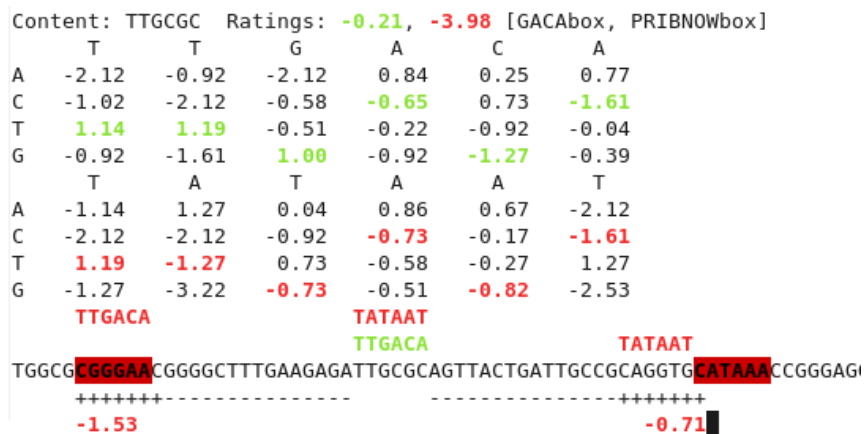 Content: TTGCGC  Ratings: -0.21, -3.98 [GACAbox, PRIBNOWbox]
T T G A C A
A -2.12 -0.92 -2.12 0.84 0.25 0.77
C -1.02 -2.12 -0.58 -0.65 0.73 -1.61
T 1.14 1.19 -0.51 -0.22 -0.92 -0.04
G -0.92 -1.61 1.00 -0.92 -1.27 -0.39
T A T A A T
A -1.14 1.27 0.04 0.86 0.67 -2.12
C -2.12 -2.12 -0.92 -0.73 -0.17 -1.61
T 1.19 -1.27 0.73 -0.58 -0.27 1.27
G -1.27 -3.22 -0.73 -0.51 -0.82 -2.53
TTGACA TATAAT
TTGACA TATAAT
TGGCGCGGGAACGGGGCTTTGAAGAGATTGCGCAGTTACTGATTGCCGCAGGTGCATAAACCGGGAG
+++++++--------------- ---------------+++++++
-1.53 -0.71